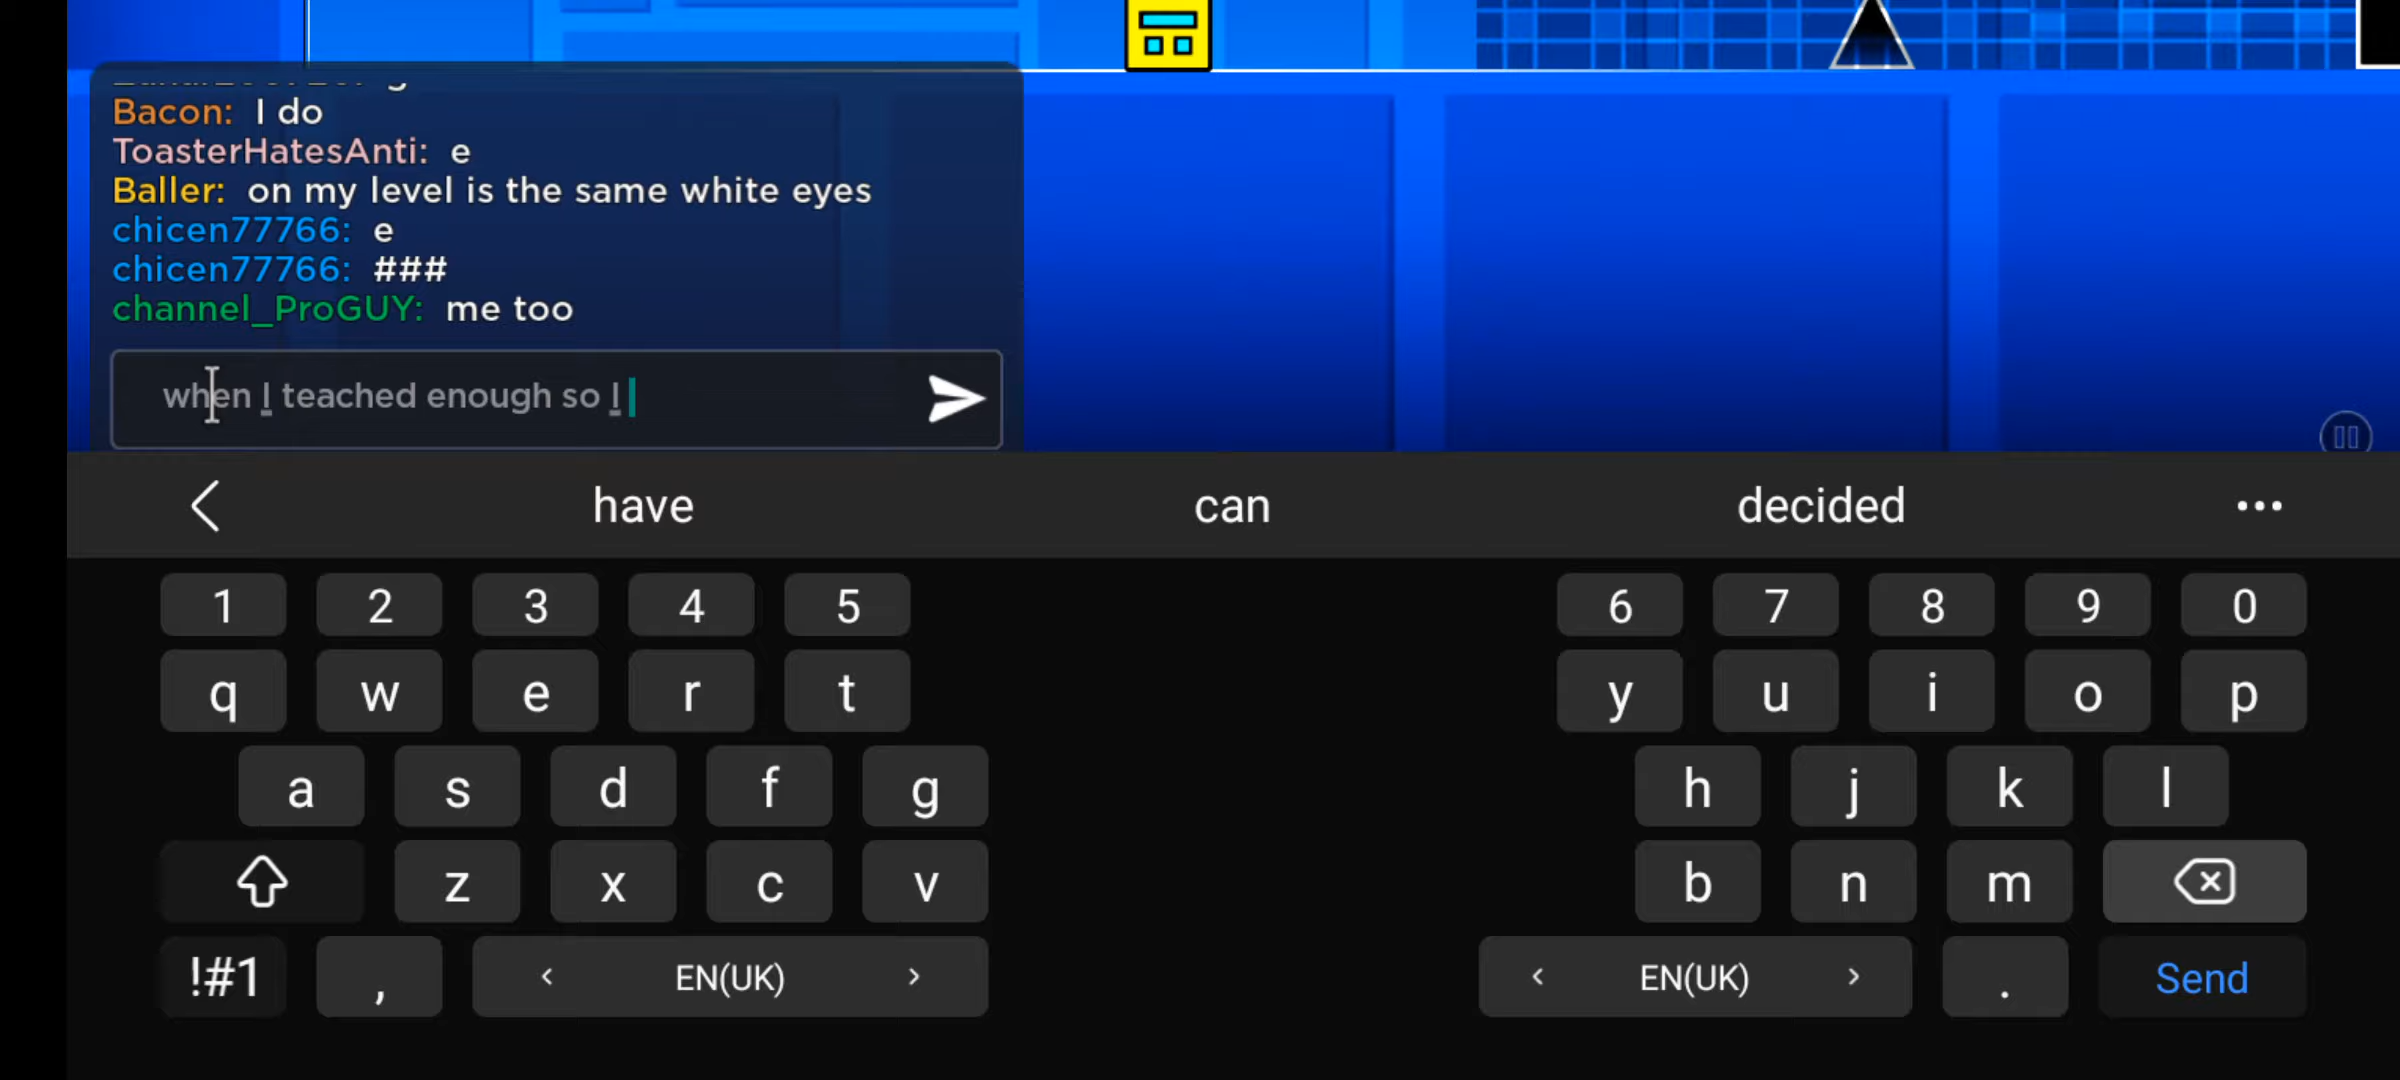 Bacon: I do
ToasterHatesAnti: e
Baller: on my level is the same white eyes
chicen77766: e
chicen77766: ###
channel_ProGUY: me too
when I teached enough so I
have can decided
1 2 3 4 5 6 7 8 9 0
q w e r t y u i o p
a s d f g h j k l
z x c v b n m
!#1 , < EN(UK) > < EN(UK) > . Send